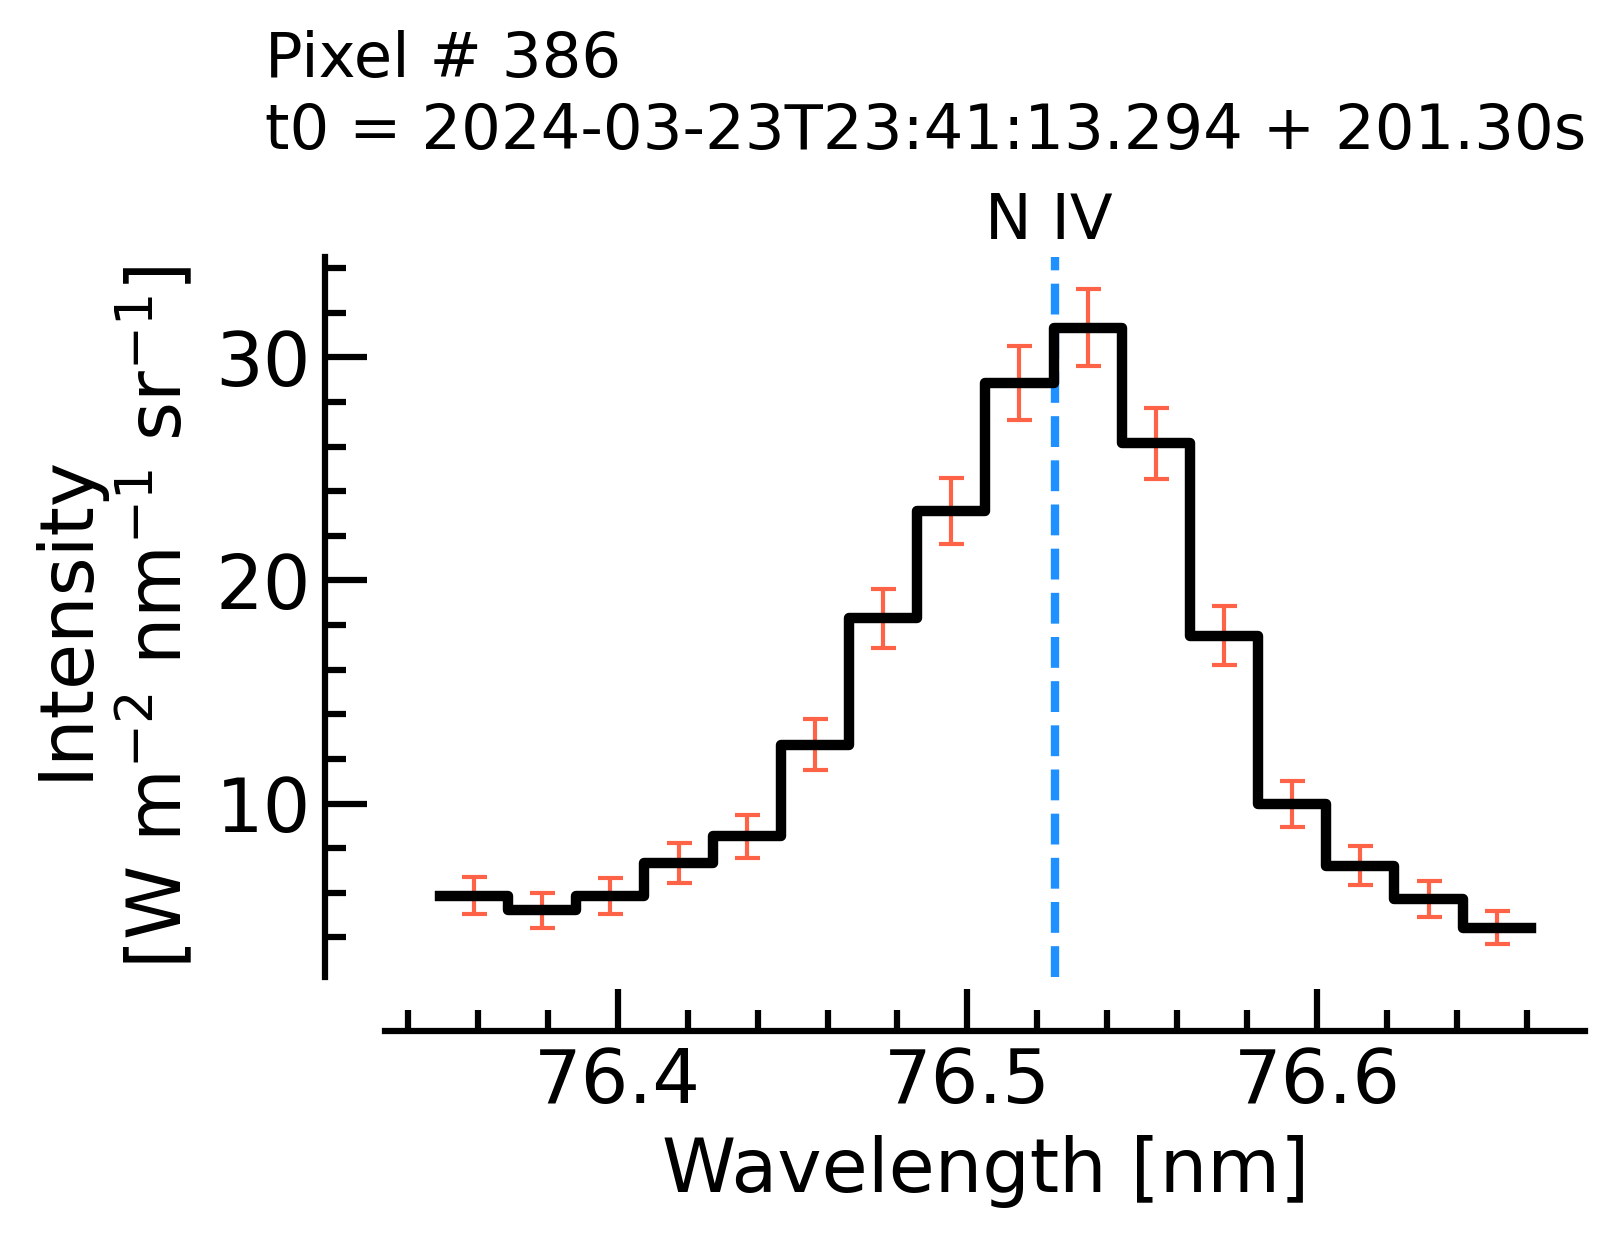 Pixel # 386
t0 = 2024-03-23T23:41:13.294 + 201.30s
N IV
Intensity
[W m⁻² nm⁻¹ sr⁻¹]
30
20
10
76.4 76.5 76.6
Wavelength [nm]